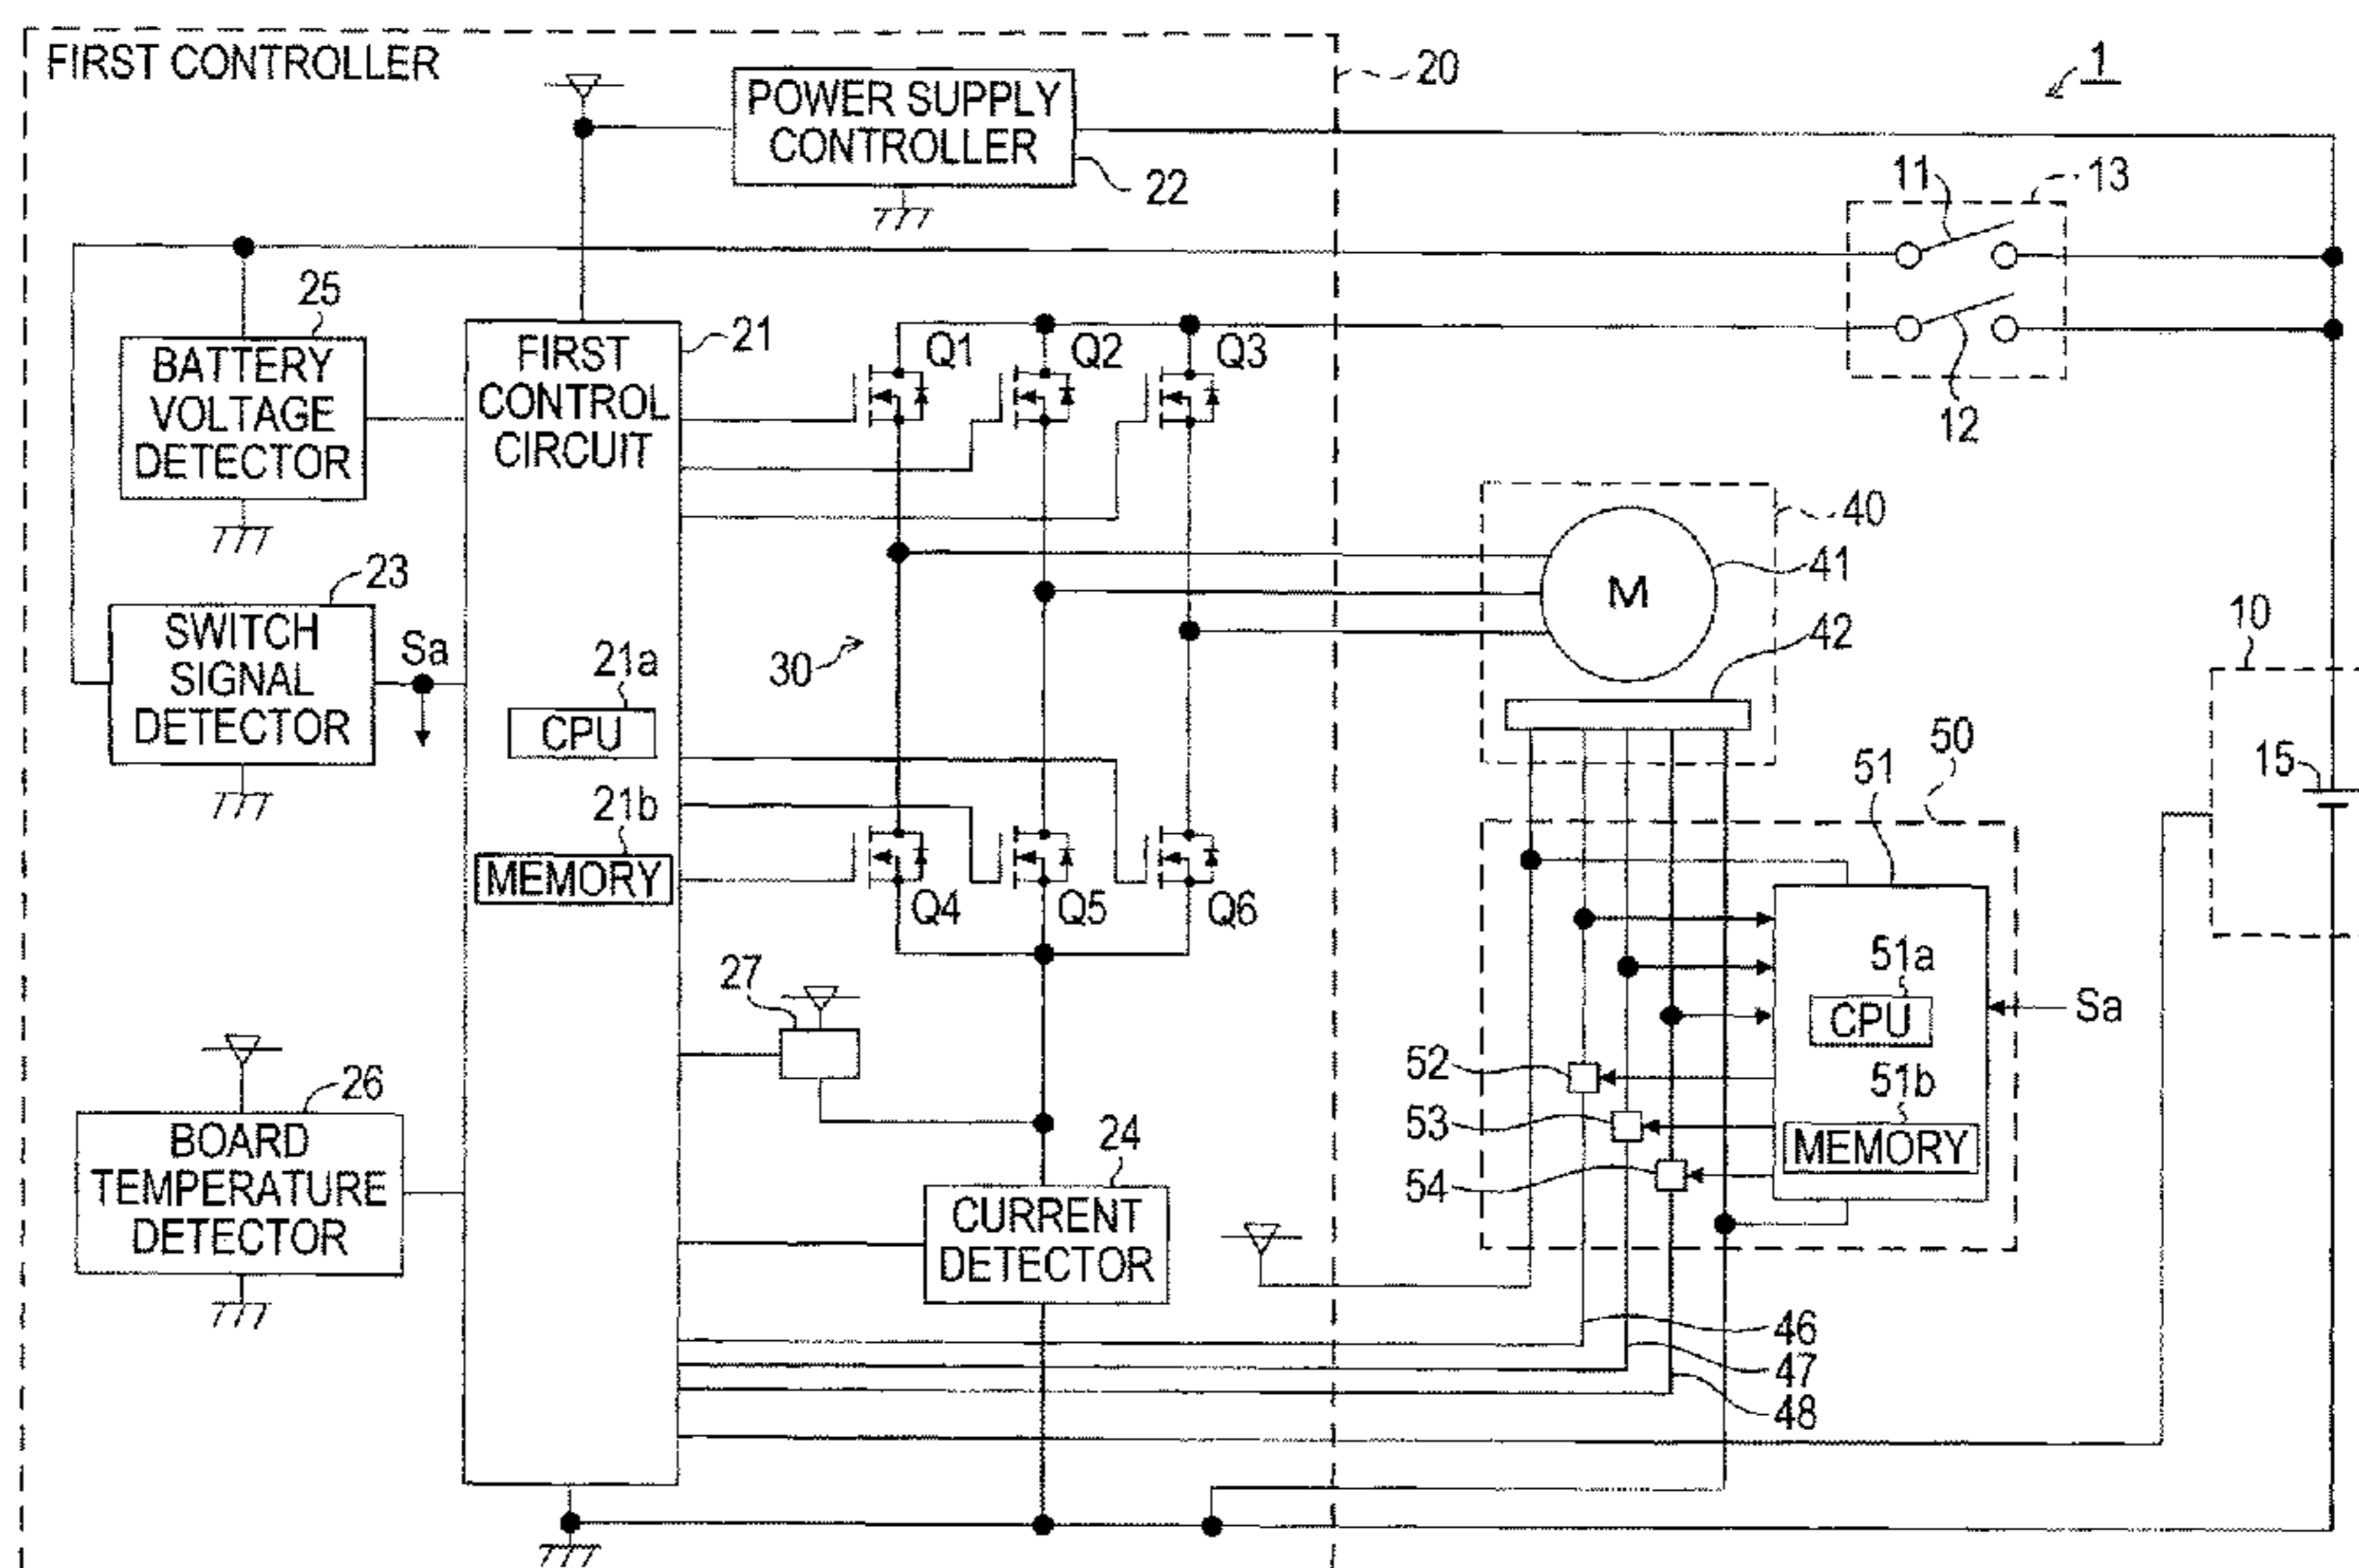 FIRST CONTROLLER
20
1
POWER SUPPLY
CONTROLLER
22
11
13
12
25
BATTERY
VOLTAGE
DETECTOR
FIRST
CONTROL
CIRCUIT
21
Q1
Q2
Q3
23
SWITCH
SIGNAL
DETECTOR
Sa
40
41
M
42
30
21a
CPU
21b
MEMORY
10
15
Q4
Q5
Q6
51
50
51a
CPU
Sa
51b
MEMORY
27
52
53
54
26
BOARD
TEMPERATURE
DETECTOR
24
CURRENT
DETECTOR
46
47
48